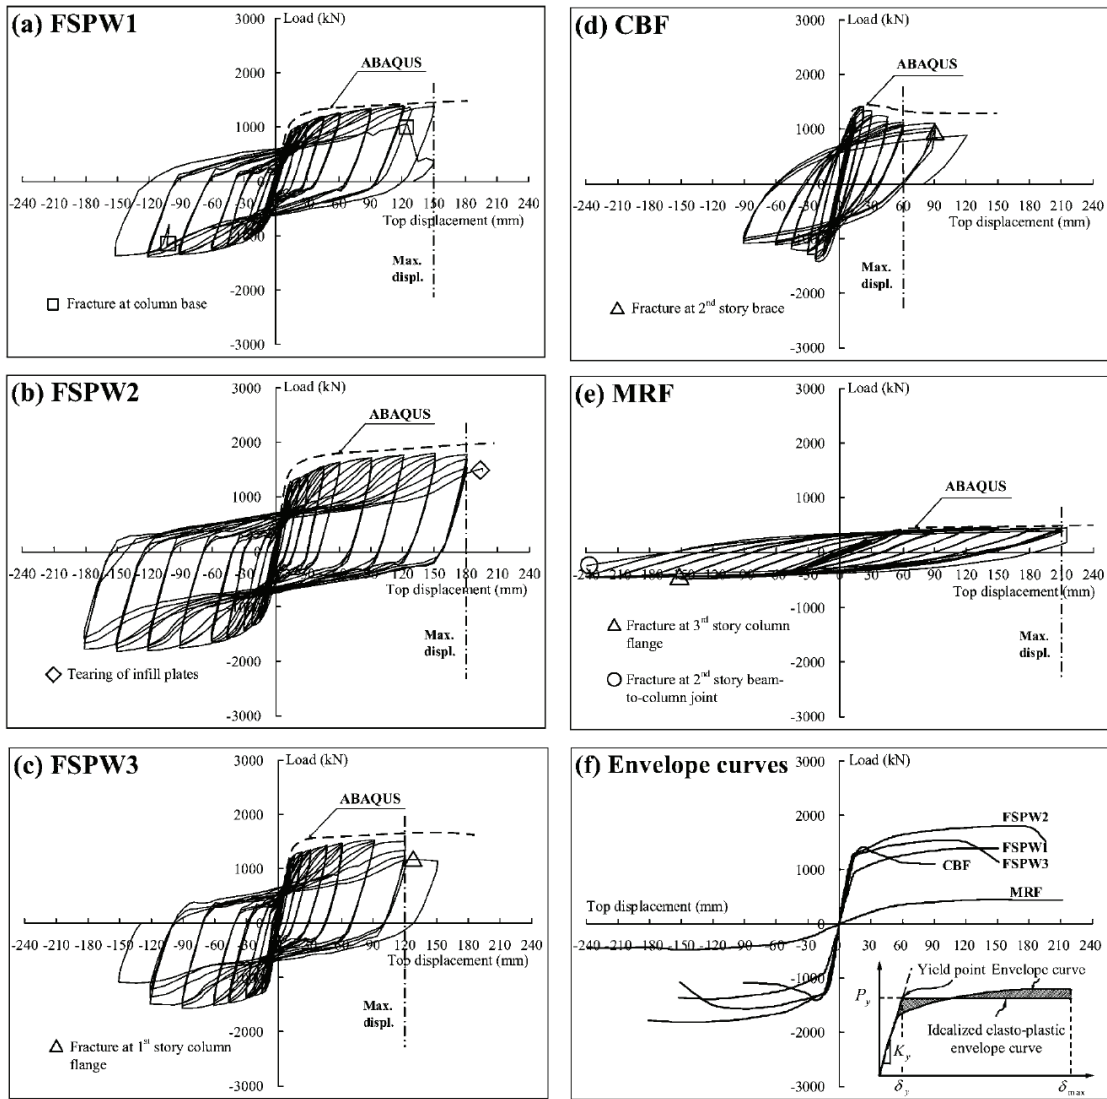 (a) FSPW1
Load (kN)
3000
2000
1000
0
-1000
-2000
-3000
ABAQUS
-240 -210 -180 -150 -120 -90 -60 -30 30 60 90 120 150 180 210 240
Top displacement (mm)
Max.
displ.
Fracture at column base
(b) FSPW2
Load (kN)
3000
2000
1000
0
-1000
-2000
-3000
ABAQUS
-240 -210 -180 -150 -120 -90 -60 -30 30 60 90 120 150 180 210 240
Top displacement (mm)
Max.
displ.
Tearing of infill plates
(c) FSPW3
Load (kN)
3000
2000
1000
0
-1000
-2000
-3000
ABAQUS
-240 -210 -180 -150 -120 -90 -60 -30 30 60 90 120 150 180 210 240
Top displacement (mm)
Max.
displ.
Fracture at 1st story column
flange
(d) CBF
Load (kN)
3000
2000
1000
0
-1000
-2000
-3000
ABAQUS
-240 -210 -180 -150 -120 -90 -60 -30 30 60 90 120 150 180 210 240
Top displacement (mm)
Max.
displ.
Fracture at 2nd story brace
(e) MRF
Load (kN)
3000
2000
1000
0
-1000
-2000
-3000
ABAQUS
-240 -210 -180 -150 -120 -90 -60 -30 30 60 90 120 150 180 210 240
Top displacement (mm)
Max.
displ.
Fracture at 3rd story column
flange
Fracture at 2nd story beam-
to-column joint
(f) Envelope curves
Load (kN)
3000
2000
1000
0
-1000
-2000
-3000
FSPW2
FSPW1
FSPW3
CBF
MRF
Top displacement (mm)
-240 -210 -180 -150 -120 -90 -60 -30 30 60 90 120 150 180 210 240
Yield point Envelope curve
Py
Idealized elasto-plastic
envelope curve
Ky
δy
δmax